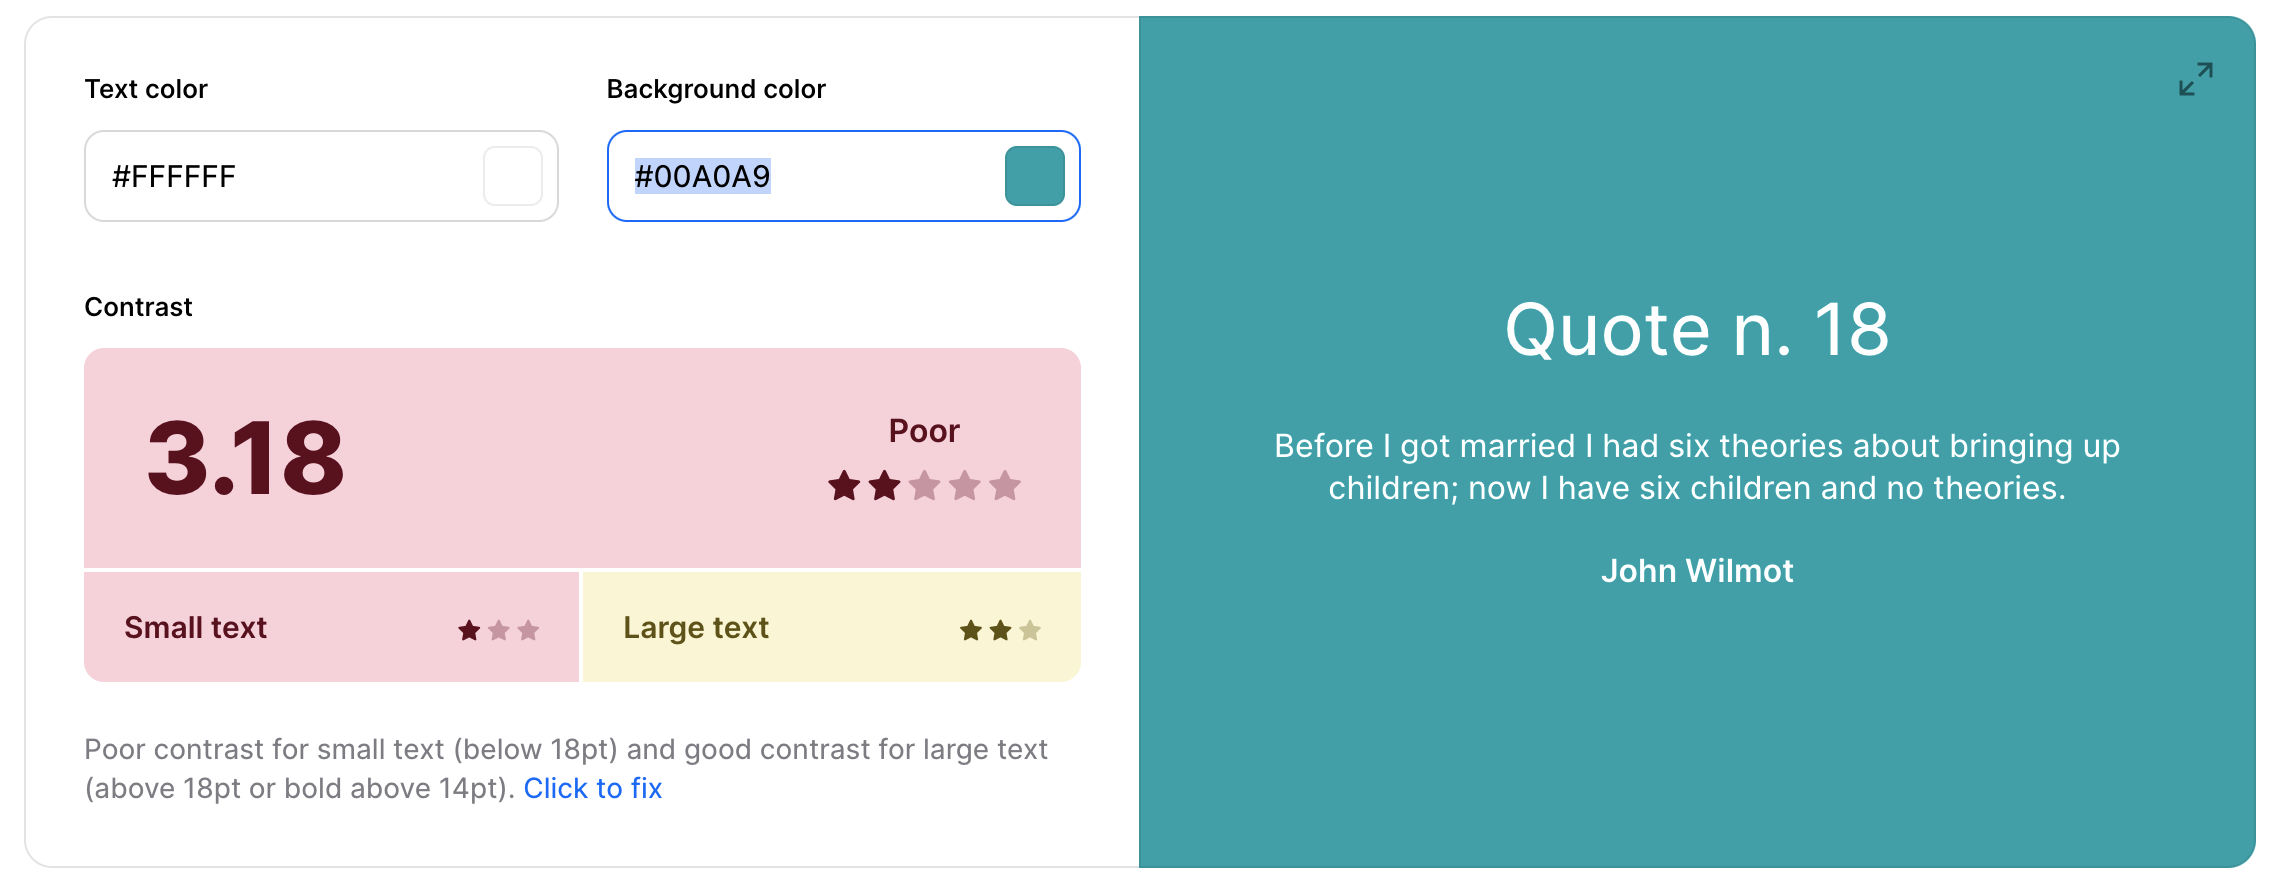 Text color
Background color
#FFFFFF
#00A0A9
Contrast
3.18
Poor
Small text
Large text
Poor contrast for small text (below 18pt) and good contrast for large text
(above 18pt or bold above 14pt). Click to fix
Quote n. 18
Before I got married I had six theories about bringing up
children; now I have six children and no theories.
John Wilmot